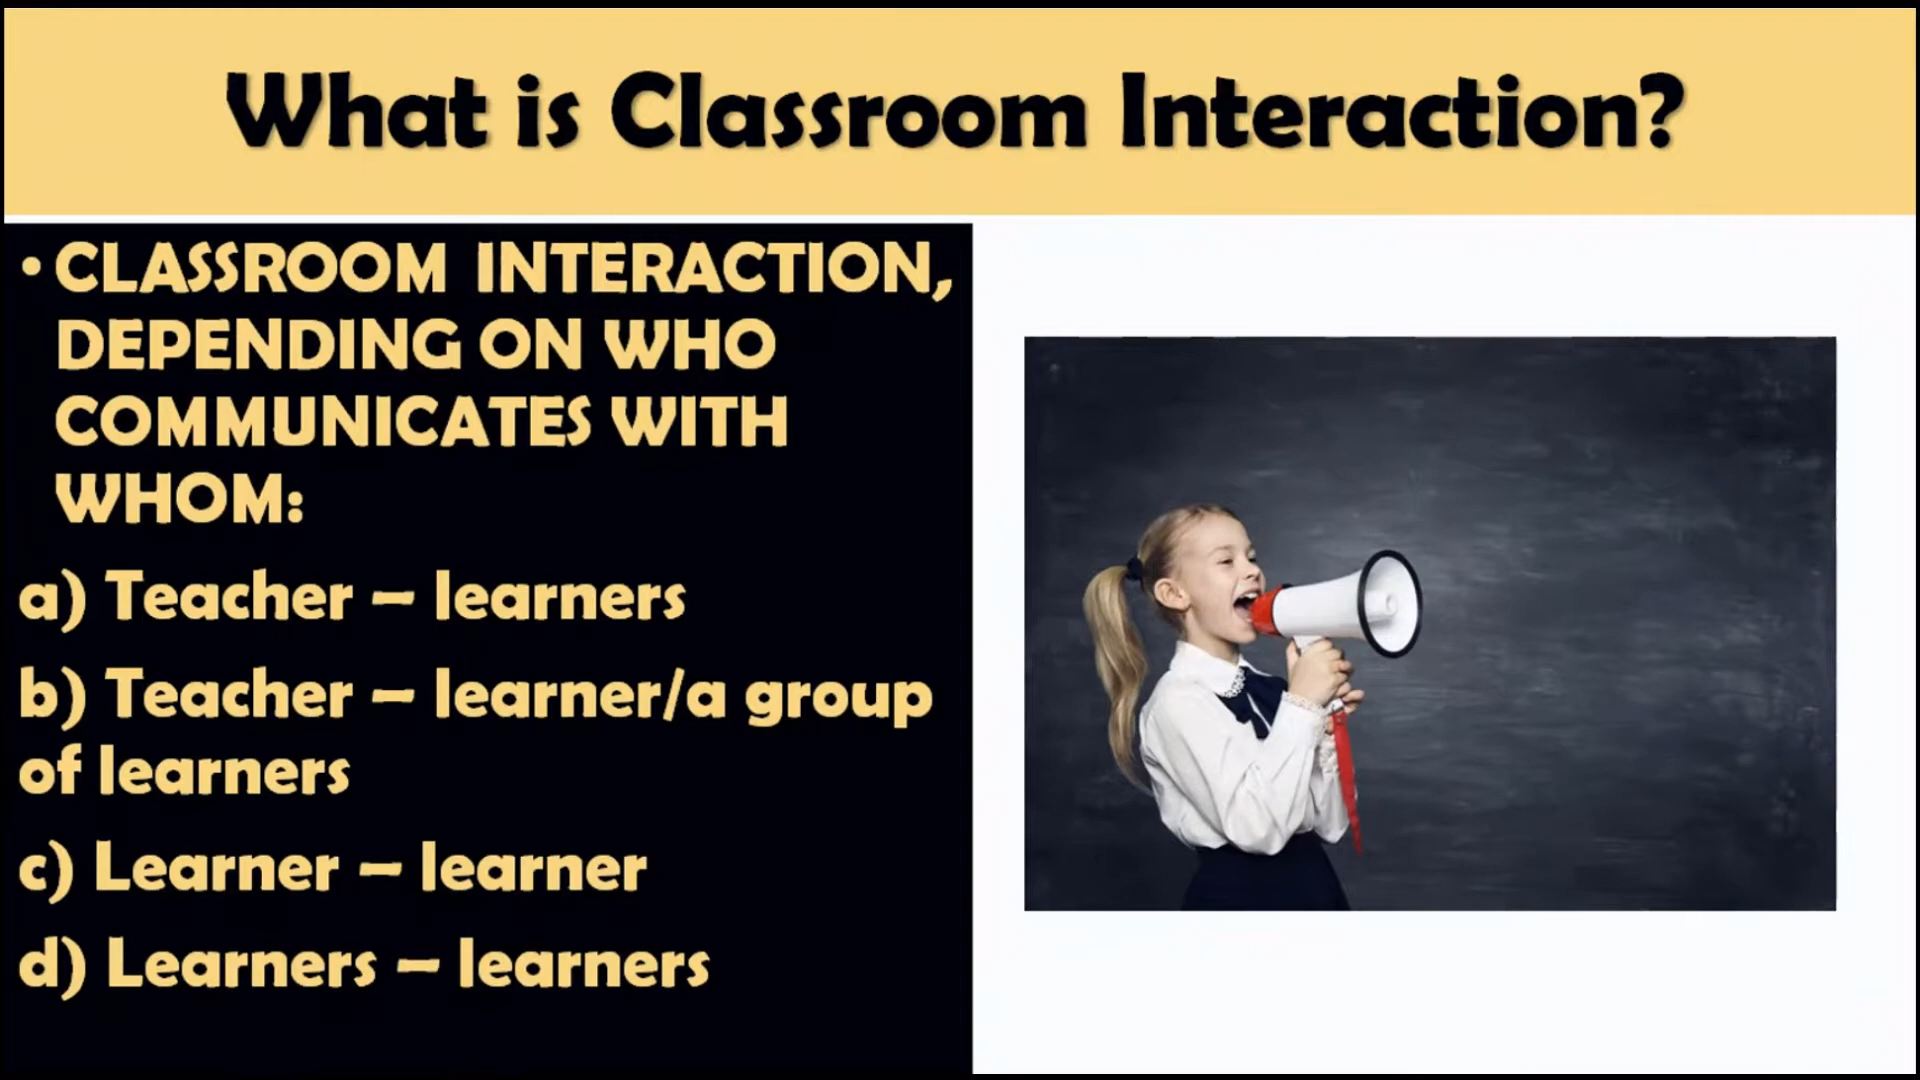 What is Classroom Interaction?
• CLASSROOM INTERACTION,
DEPENDING ON WHO
COMMUNICATES WITH
WHOM:
a) Teacher – learners
b) Teacher – learner/a group
of learners
c) Learner – learner
d) Learners – learners